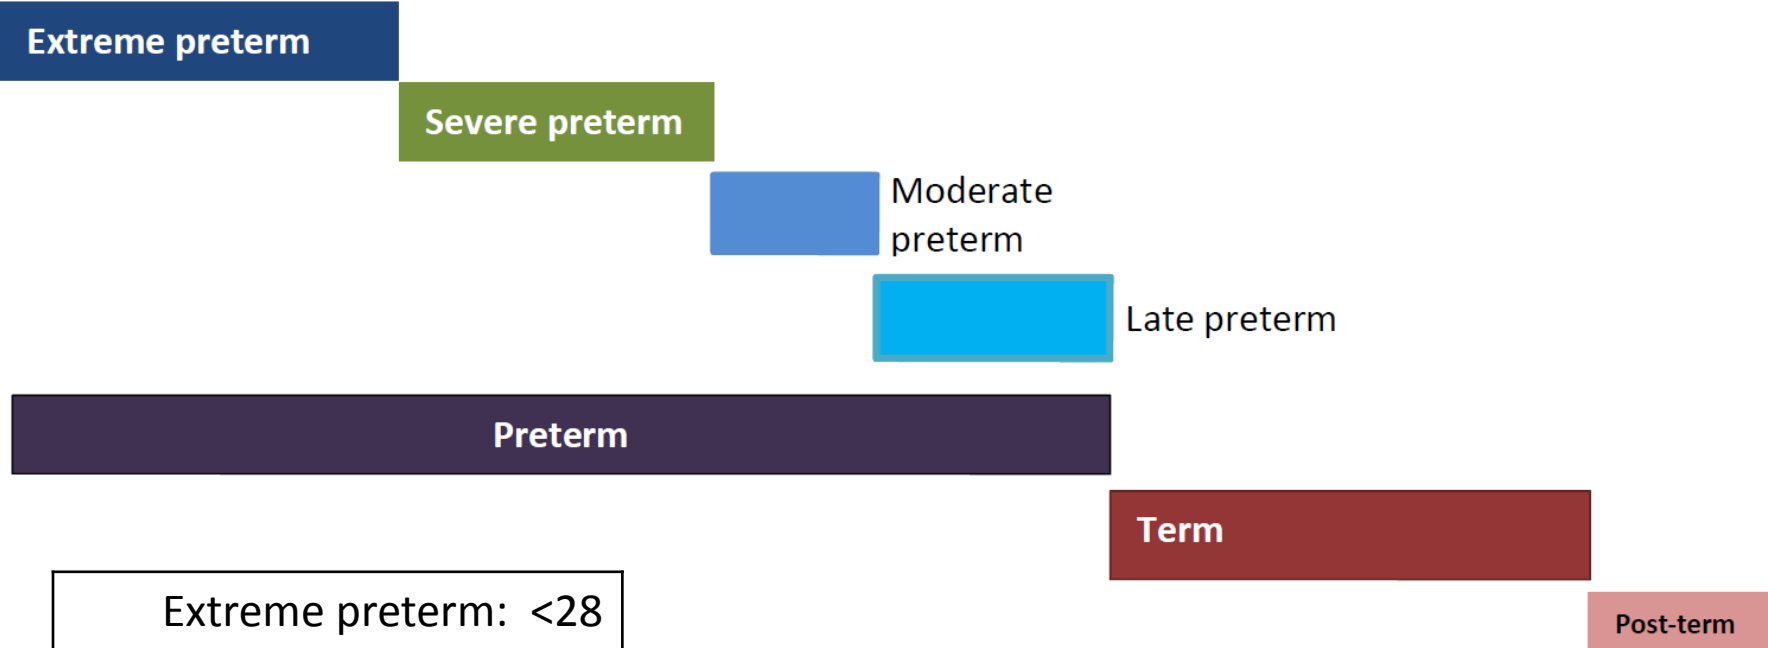 Extreme preterm
Severe preterm
Moderate
preterm
Late preterm
Preterm
Term
Extreme preterm: <28
Post-term